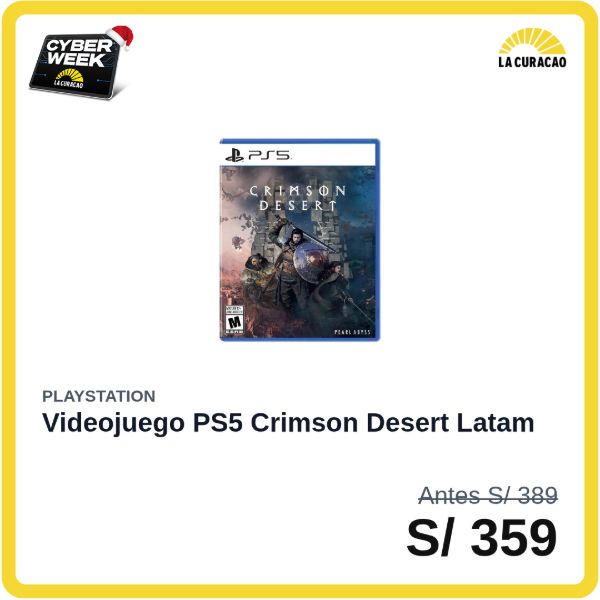 CYBER
WEEK
LA CURACAO
LA CURACAO
PS5
CRIMSON
DESERT
M
PEARL ABYSS
PLAYSTATION
Videojuego PS5 Crimson Desert Latam
Antes S/ 389
S/ 359